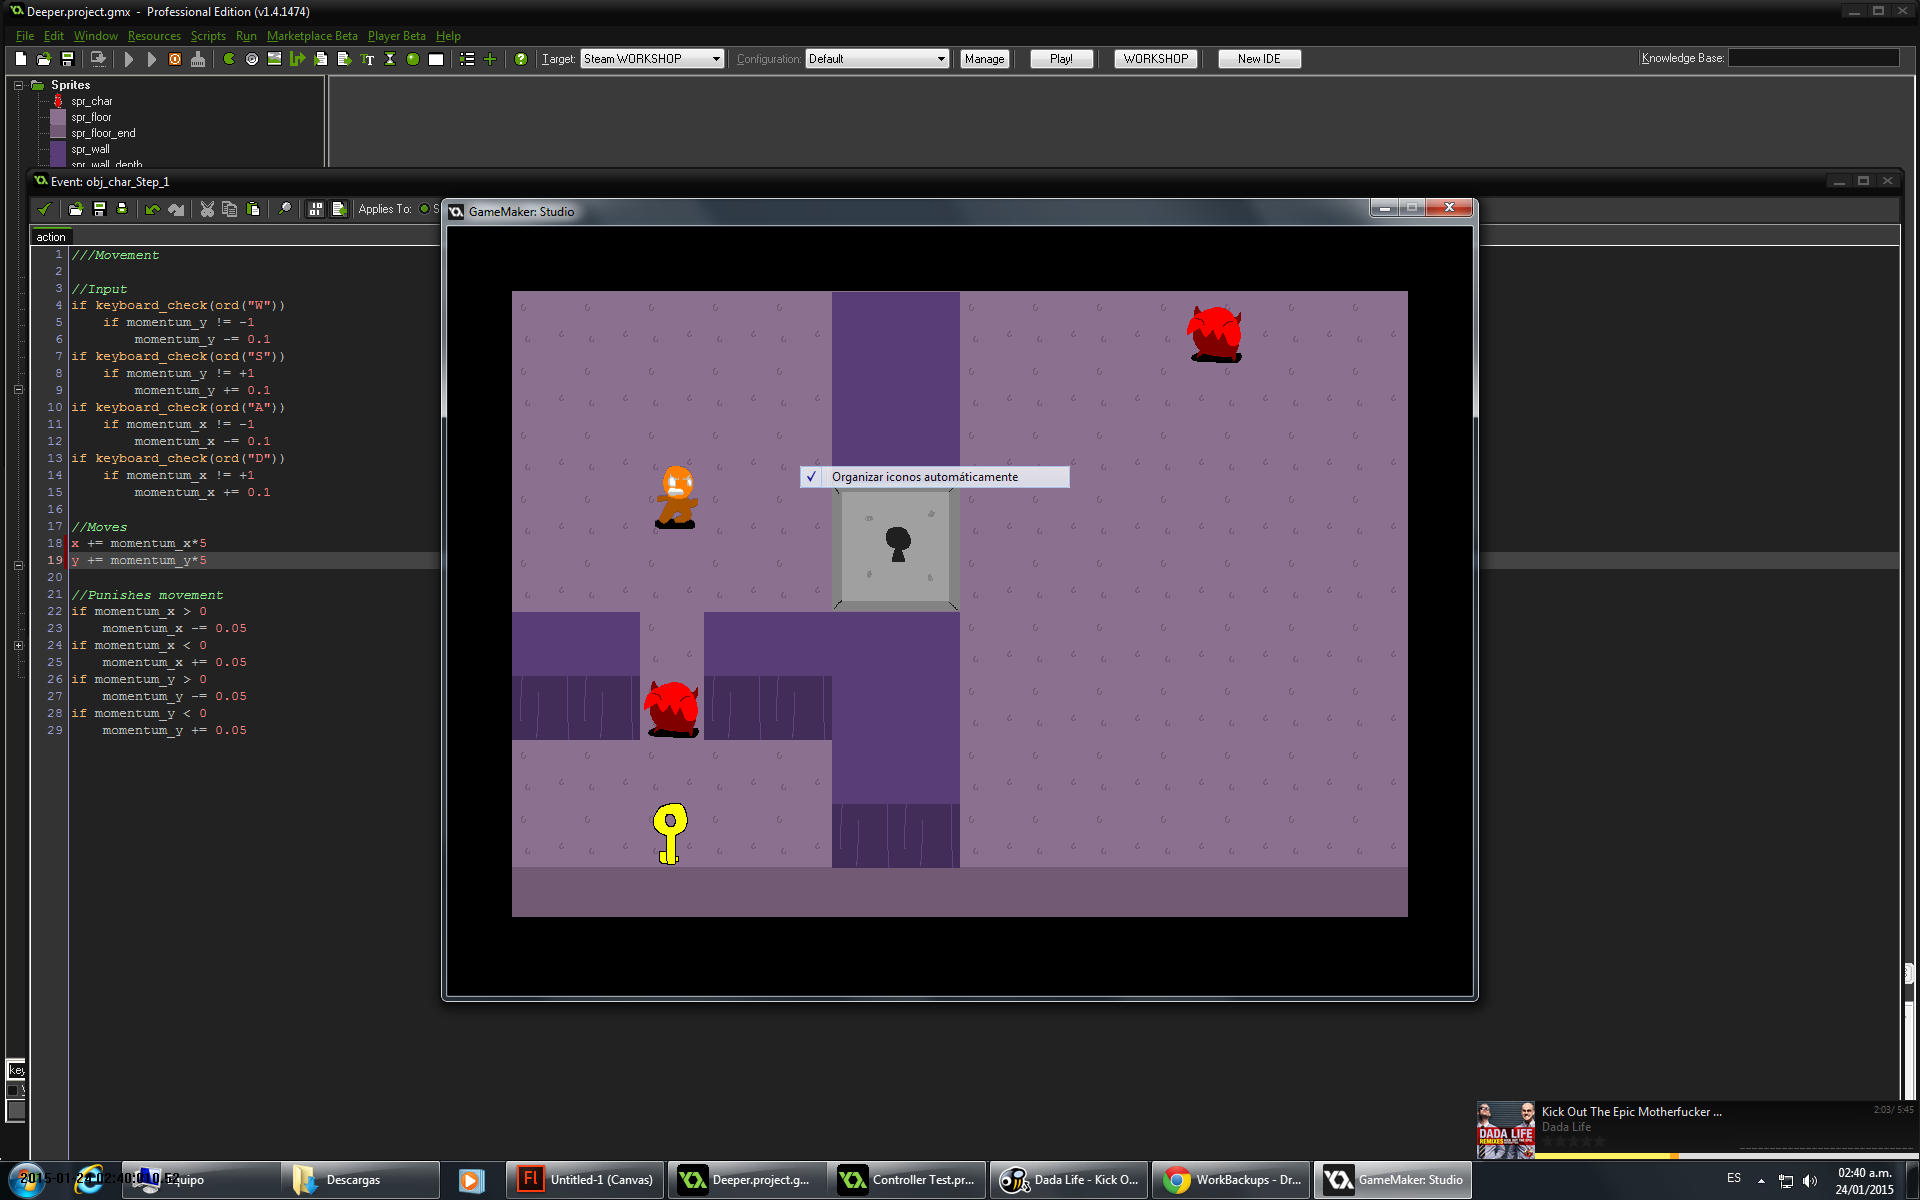 Deeper.project.gmx - Professional Edition (v1.4.1474)
File Edit Window Resources Scripts Run Marketplace Beta Player Beta Help
Target: Steam WORKSHOP Configuration: Default Manage Play! WORKSHOP New IDE Knowledge Base:
Sprites
spr_char
spr_floor
spr_floor_end
spr_wall
spr_wall_depth
Event: obj_char_Step_1
Applies To: S
GameMaker: Studio
action
1 ///Movement
2
3 //Input
4 if keyboard_check(ord("W"))
5 if momentum_y != -1
6 momentum_y -= 0.1
7 if keyboard_check(ord("S"))
8 if momentum_y != +1
9 momentum_y += 0.1
10 if keyboard_check(ord("A"))
11 if momentum_x != -1
12 momentum_x -= 0.1
13 if keyboard_check(ord("D"))
14 if momentum_x != +1
15 momentum_x += 0.1
16
17 //Moves
18 x += momentum_x*5
19 y += momentum_y*5
20
21 //Punishes movement
22 if momentum_x > 0
23 momentum_x -= 0.05
24 if momentum_x < 0
25 momentum_x += 0.05
26 if momentum_y > 0
27 momentum_y -= 0.05
28 if momentum_y < 0
29 momentum_y += 0.05
Organizar iconos automáticamente
key
DADA LIFE
Kick Out The Epic Motherfucker ...
2:03/ 5:45
Dada Life
Equipo
Descargas
Untitled-1 (Canvas)
Deeper.project.g...
Controller Test.pr...
Dada Life - Kick O...
WorkBackups - Dr...
GameMaker: Studio
ES
02:40 a.m.
24/01/2015